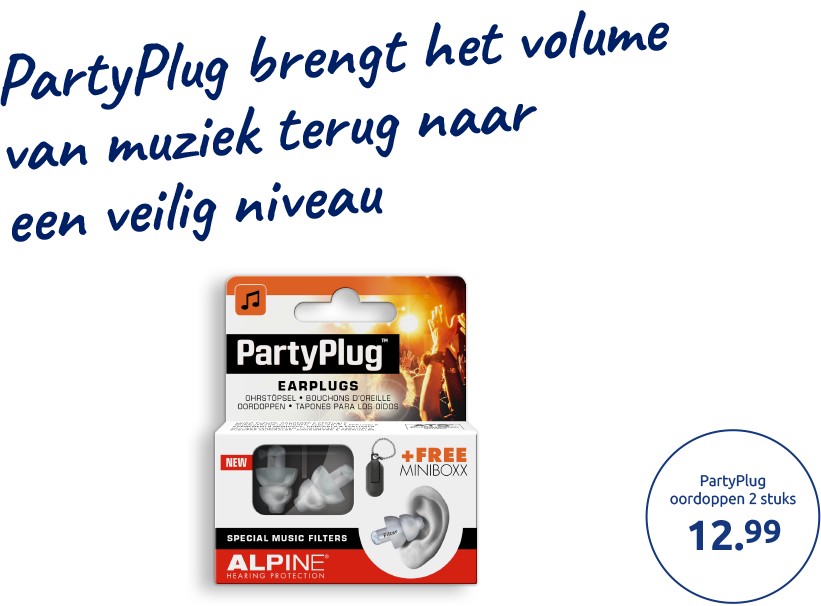 PartyPlug brengt het volume
van muziek terug naar
een veilig niveau
PartyPlug™
EARPLUGS
OHRSTÖPSEL • BOUCHONS D'OREILLE
OORDOPPEN • TAPONES PARA LOS OÍDOS
NEW
+FREE
MINIBOXX
Filter
SPECIAL MUSIC FILTERS
ALPINE®
HEARING PROTECTION
PartyPlug
oordoppen 2 stuks
12.99